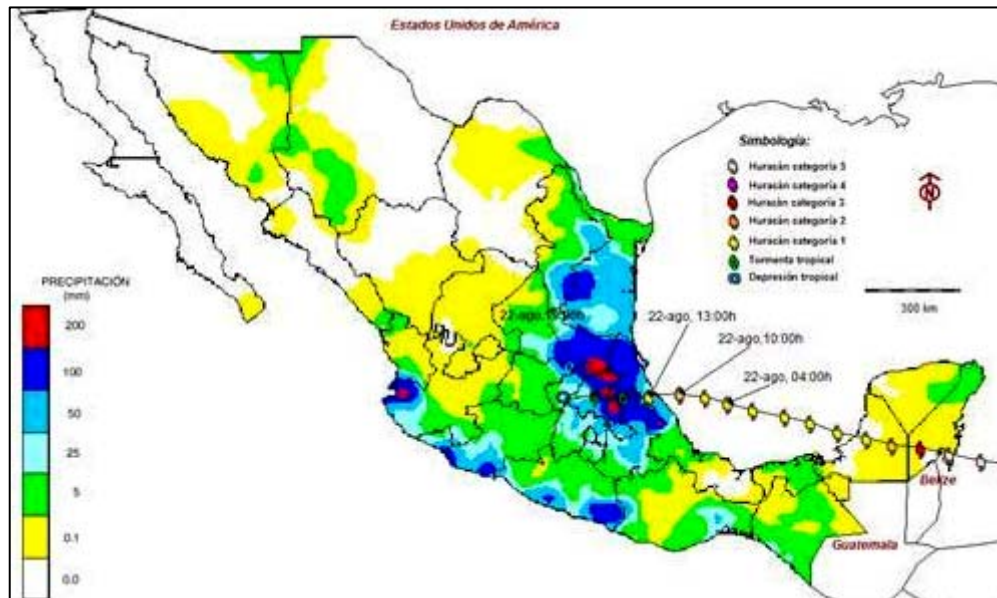 Estados Unidos de América
Simbología:
Huracán categoría 5
Huracán categoría 4
Huracán categoría 3
Huracán categoría 2
Huracán categoría 1
Tormenta tropical
Depresión tropical
N
300 km
PRECIPITACIÓN
(mm)
200
100
50
25
5
0.1
0.0
22-ago,
22-ago, 13:00h
22-ago,10:00h
22-ago, 04:00h
Belize
Guatemala